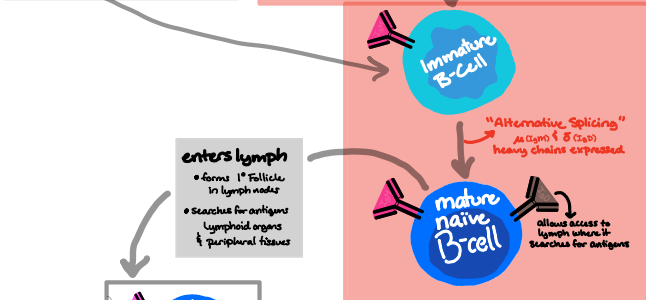 Immature
B-Cell
"Alternative Splicing"
μ (IgM) & δ (IgD)
heavy chains expressed
enters lymph
• forms 1° Follicle
in lymph nodes
• Searches for antigens
lymphoid organs
& peripheral tissues
mature
naïve
B-cell
allows access to
lymph where it
searches for antigens